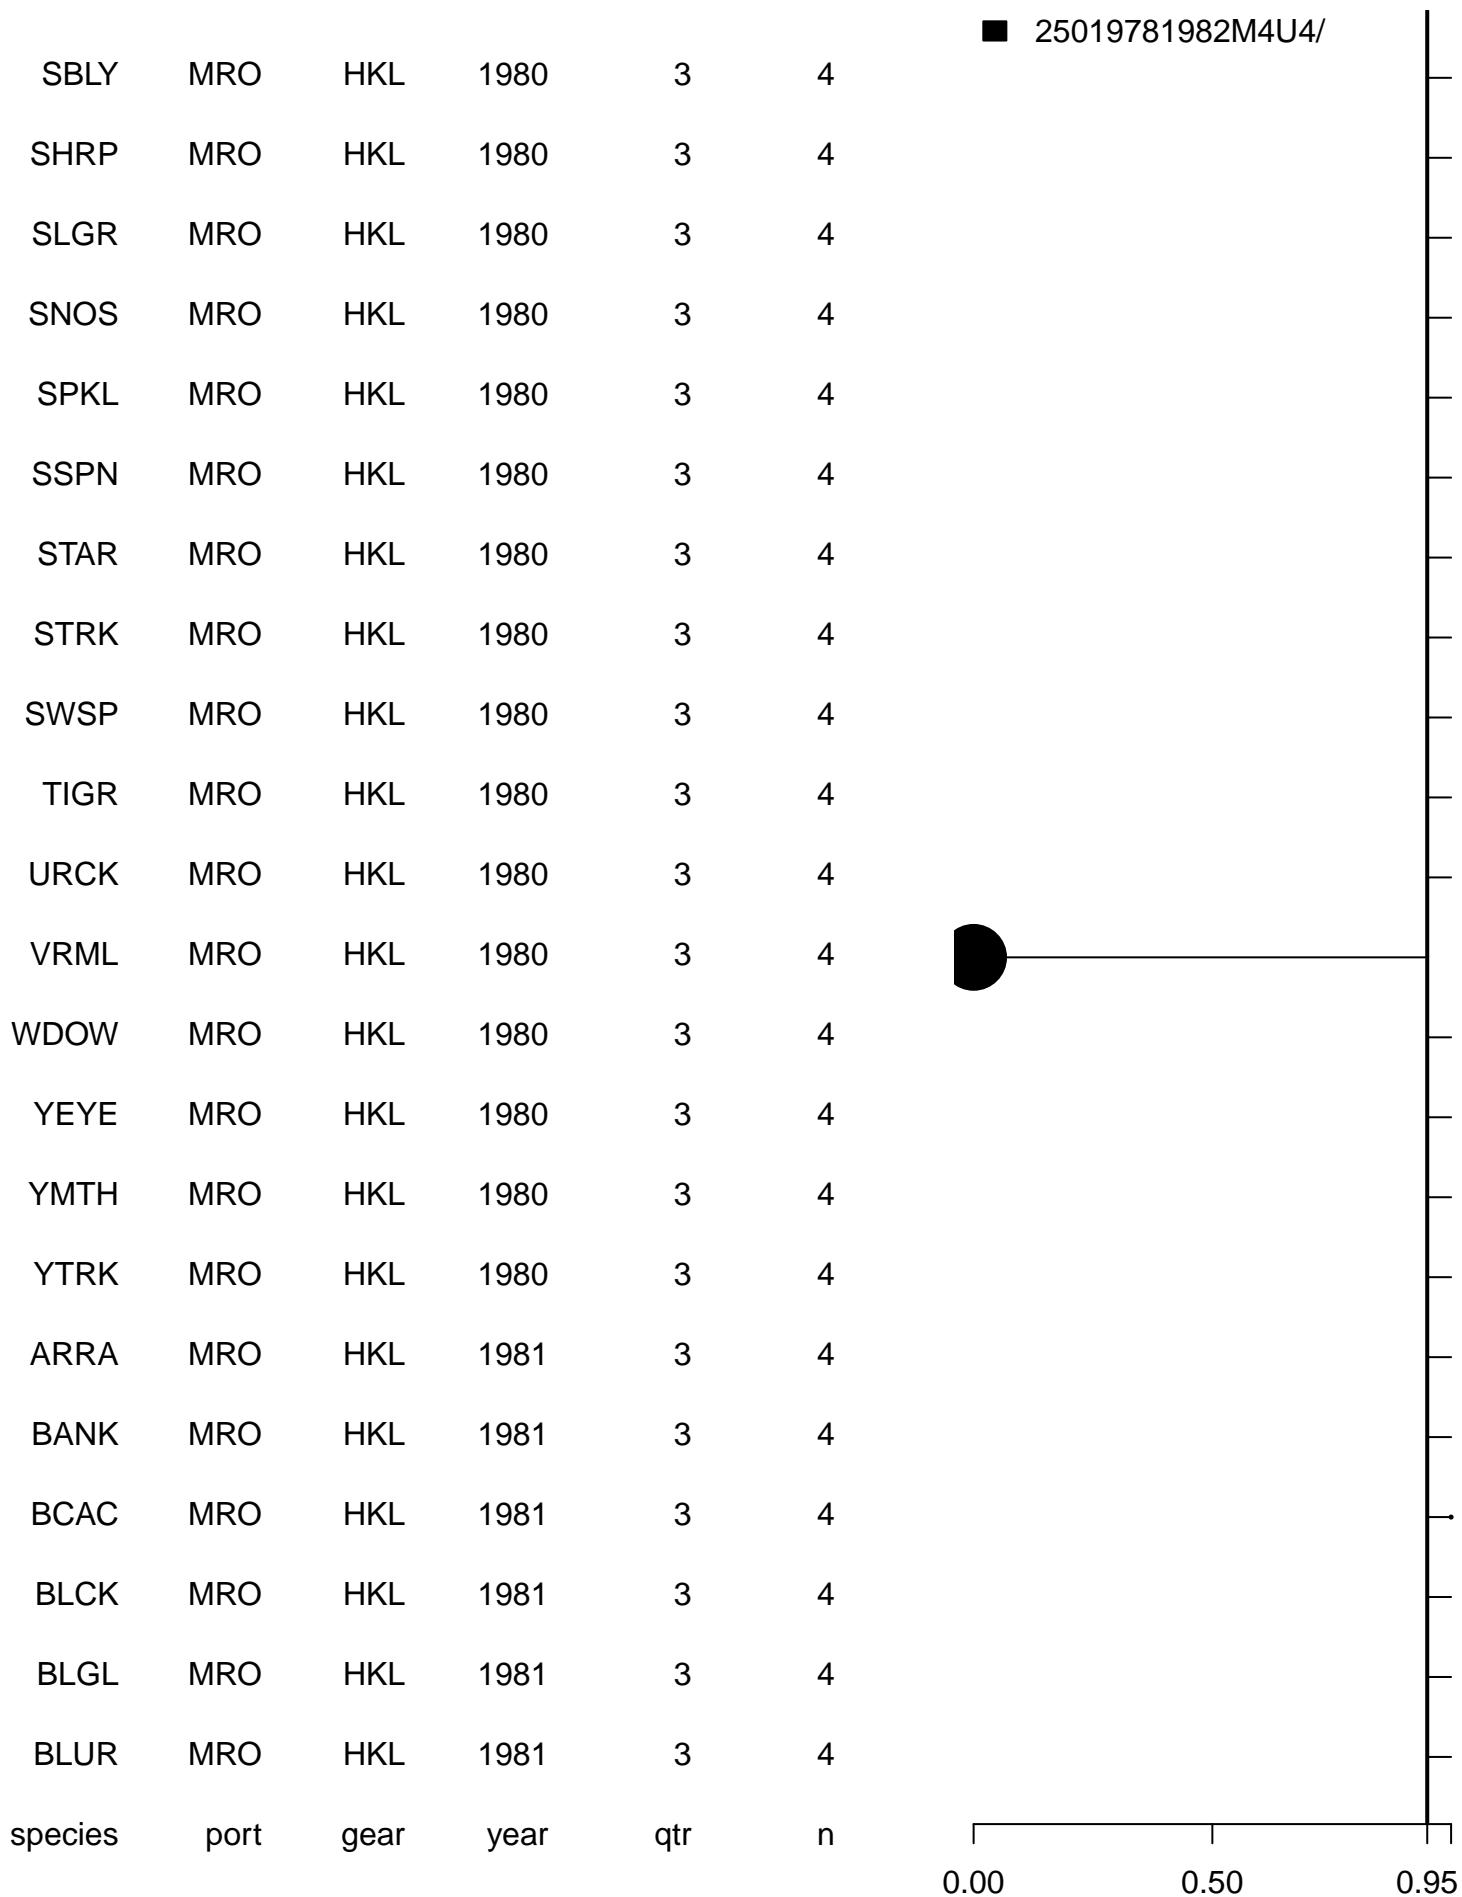 25019781982M4U4/
SBLY MRO HKL 1980 3 4
SHRP MRO HKL 1980 3 4
SLGR MRO HKL 1980 3 4
SNOS MRO HKL 1980 3 4
SPKL MRO HKL 1980 3 4
SSPN MRO HKL 1980 3 4
STAR MRO HKL 1980 3 4
STRK MRO HKL 1980 3 4
SWSP MRO HKL 1980 3 4
TIGR MRO HKL 1980 3 4
URCK MRO HKL 1980 3 4
VRML MRO HKL 1980 3 4
WDOW MRO HKL 1980 3 4
YEYE MRO HKL 1980 3 4
YMTH MRO HKL 1980 3 4
YTRK MRO HKL 1980 3 4
ARRA MRO HKL 1981 3 4
BANK MRO HKL 1981 3 4
BCAC MRO HKL 1981 3 4
BLCK MRO HKL 1981 3 4
BLGL MRO HKL 1981 3 4
BLUR MRO HKL 1981 3 4
species port gear year qtr n
0.00 0.50 0.95